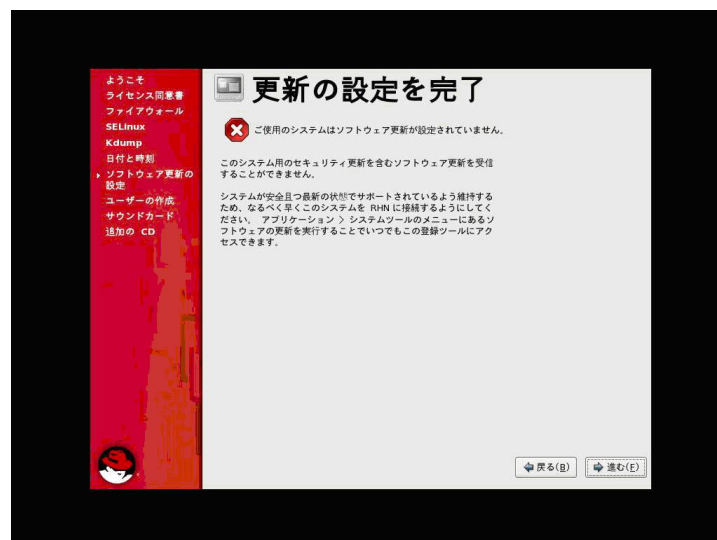 ようこそ
ライセンス同意書
ファイアウォール
SELinux
Kdump
日付と時刻
ソフトウェア更新の
設定
ユーザーの作成
サウンドカード
追加の CD
更新の設定を完了
ご使用のシステムはソフトウェア更新が設定されていません。
このシステム用のセキュリティ更新を含むソフトウェア更新を受信
することができません。
システムが安全且つ最新の状態でサポートされているよう維持する
ため、なるべく早くこのシステムを RHN に接続するようにしてく
ださい。 アプリケーション > システムツールのメニューにあるソ
フトウェアの更新を実行することでいつでもこの登録ツールにアク
セスできます。
戻る(B)
進む(F)